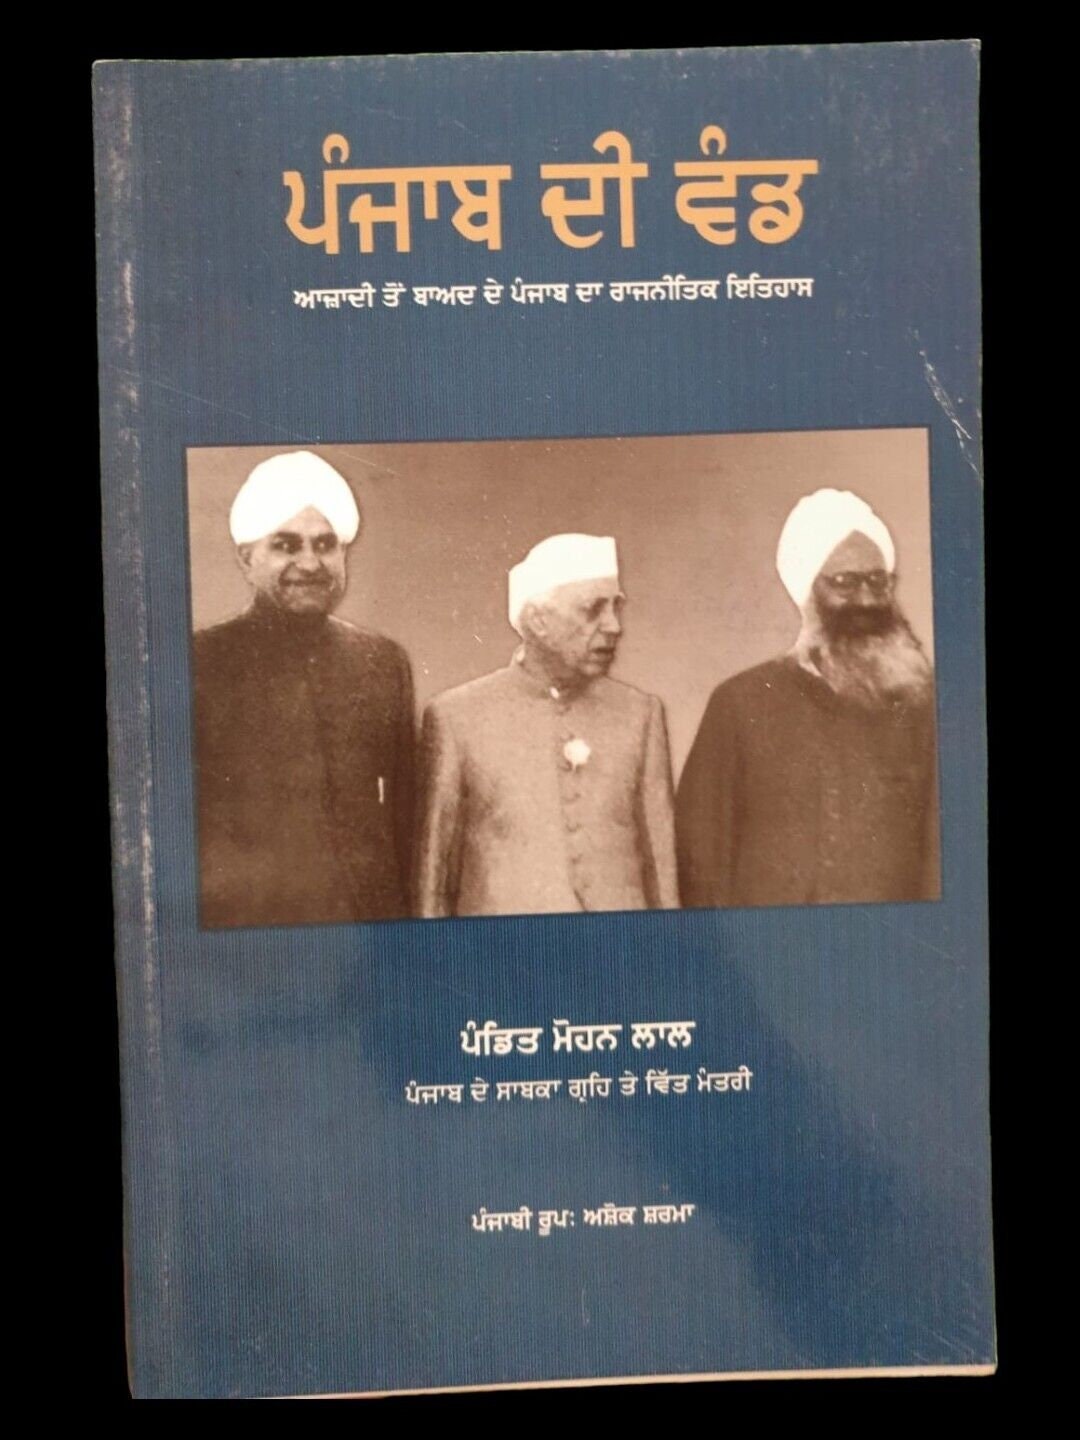 ਪੰਜਾਬ ਦੀ ਵੰਡ
ਆਜ਼ਾਦੀ ਤੋਂ ਬਾਅਦ ਦੇ ਪੰਜਾਬ ਦਾ ਰਾਜਨੀਤਿਕ ਇਤਿਹਾਸ
ਪੰਡਿਤ ਮੋਹਨ ਲਾਲ
ਪੰਜਾਬ ਦੇ ਸਾਬਕਾ ਗ੍ਰਹਿ ਤੇ ਵਿੱਤ ਮੰਤਰੀ
ਪੰਜਾਬੀ ਰੂਪ: ਅਸ਼ੋਕ ਸ਼ਰਮਾ